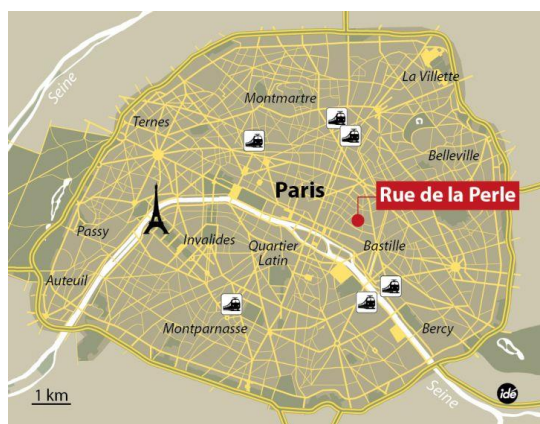 Seine
La Villette
Montmartre
Ternes
Belleville
Paris
Rue de la Perle
Passy
Invalides
Quartier
Latin
Bastille
Auteuil
Montparnasse
Bercy
Seine
1 km
idé